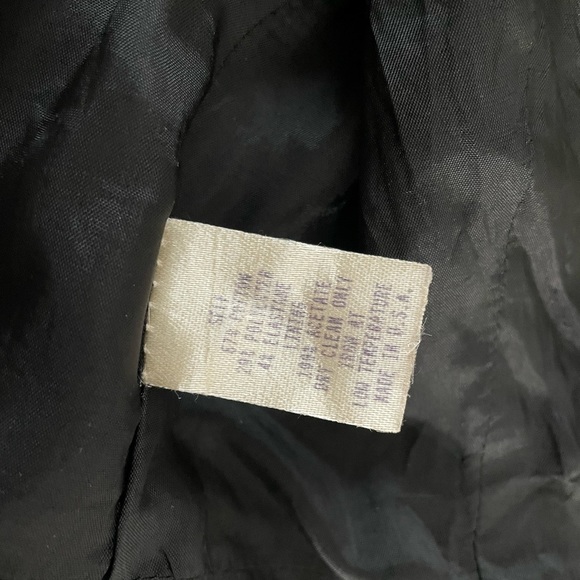 SELF
67% COTTON
29% POLYESTER
4% ELASTANE
LINING
100% ACETATE
DRY CLEAN ONLY
IRON AT
LOW TEMPERATURE
MADE IN U.S.A.